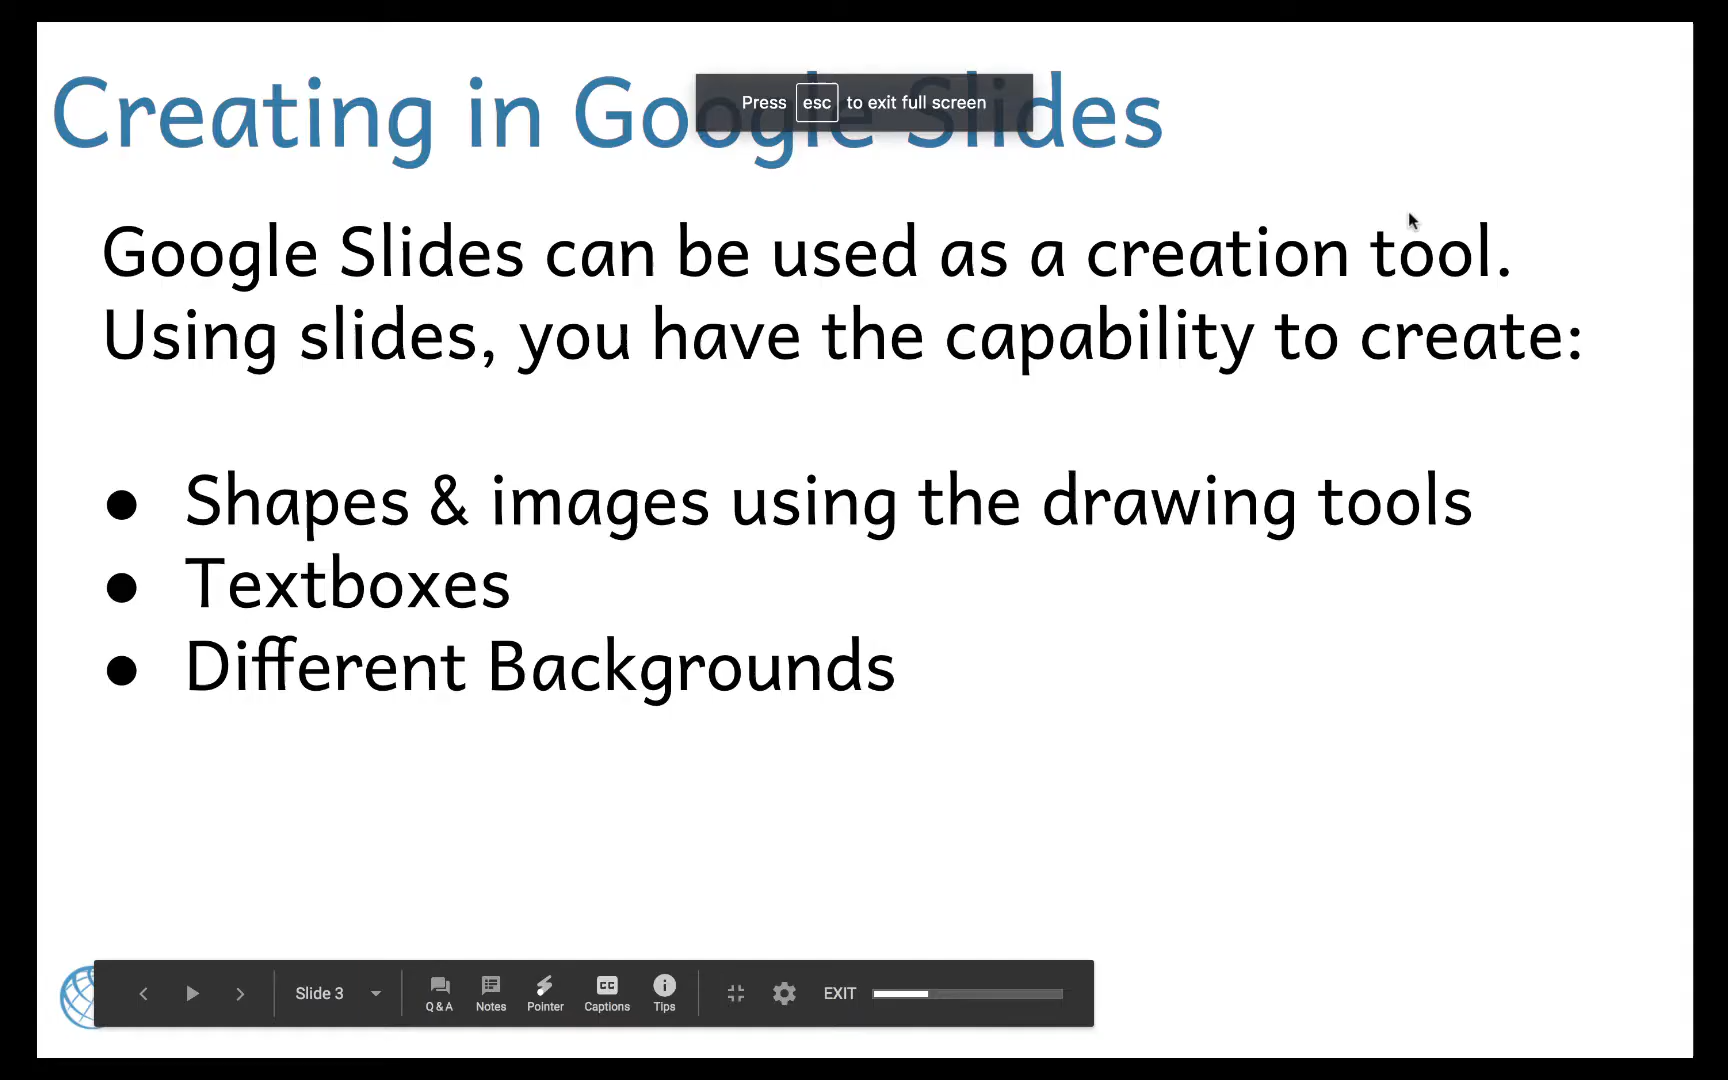 Creating in Google Slides
Press esc to exit full screen
Google Slides can be used as a creation tool.
Using slides, you have the capability to create:
● Shapes & images using the drawing tools
● Textboxes
● Different Backgrounds
Slide 3
Q&A
Notes
Pointer
CC
Captions
Tips
EXIT